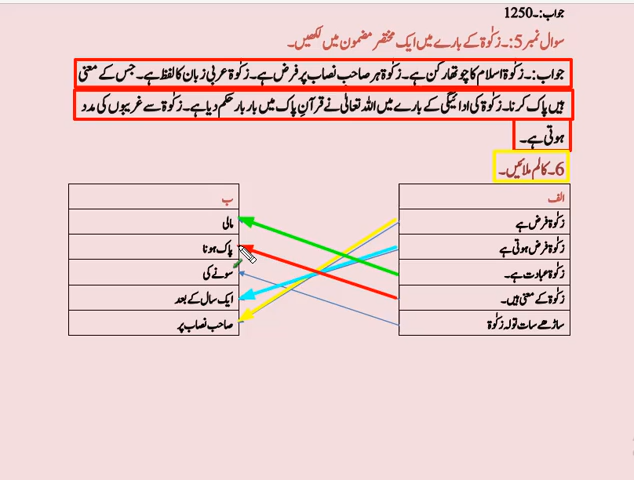 جواب:۔1250
سوال نمبر5:۔زکوٰۃ کے بارے میں ایک مختصر مضمون میں لکھیں۔
جواب:۔زکوٰۃ اسلام کا چوتھا رکن ہے۔ زکوٰۃ ہر صاحب نصاب پر فرض ہے۔ زکوٰۃ عربی زبان کا لفظ ہے۔ جس کے معنی
ہیں پاک کرنا۔ زکوٰۃ کی ادائیگی کے بارے میں اللہ تعالیٰ نے قرآنِ پاک میں بار بار حکم دیا ہے۔ زکوٰۃ سے غریبوں کی مدد
ہوتی ہے۔
6۔کالم ملائیں۔
الف ب
زکوٰۃ فرض ہے مالی
زکوٰۃ فرض ہوتی ہے پاک ہونا
زکوٰۃ عبادت ہے۔ سونے کی
زکوٰۃ کے معنی ہیں۔ ایک سال کے بعد
ساڑھے سات تولہ زکوٰۃ صاحب نصاب پر